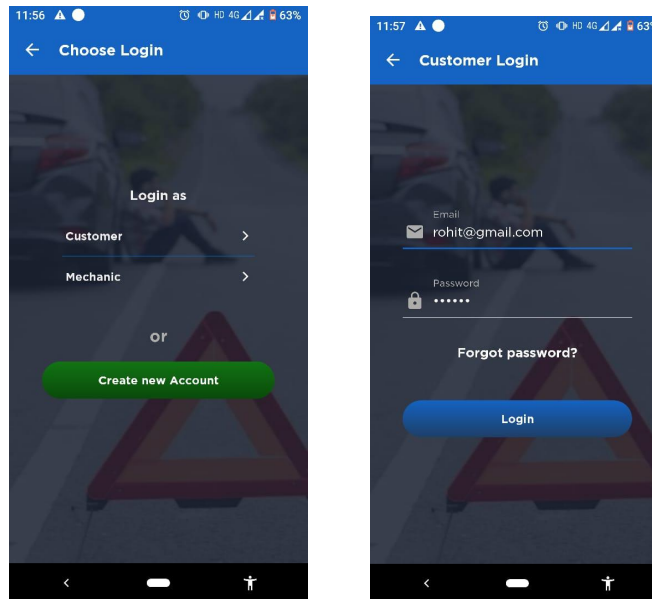 11:56 HD 4G 63%
Choose Login
Login as
Customer
Mechanic
or
Create new Account
11:57 HD 4G 63%
Customer Login
Email
rohit@gmail.com
Password
••••••
Forgot password?
Login